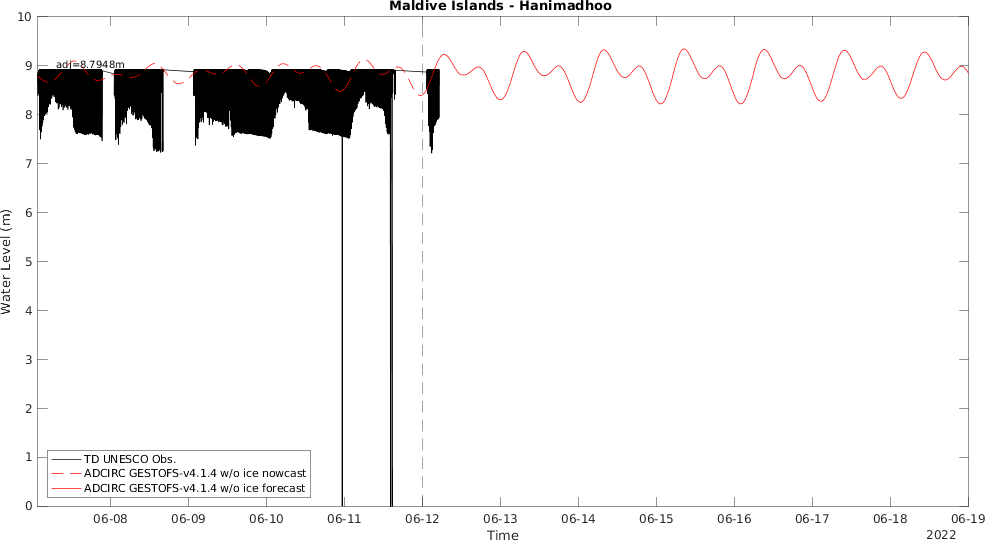 Maldive Islands - Hanimadhoo
Water Level (m)
10
9
8
7
6
5
4
3
2
1
0
adj=8.7948m
TD UNESCO Obs.
ADCIRC GESTOFS-v4.1.4 w/o ice nowcast
ADCIRC GESTOFS-v4.1.4 w/o ice forecast
06-08 06-09 06-10 06-11 06-12 06-13 06-14 06-15 06-16 06-17 06-18 06-19
Time
2022